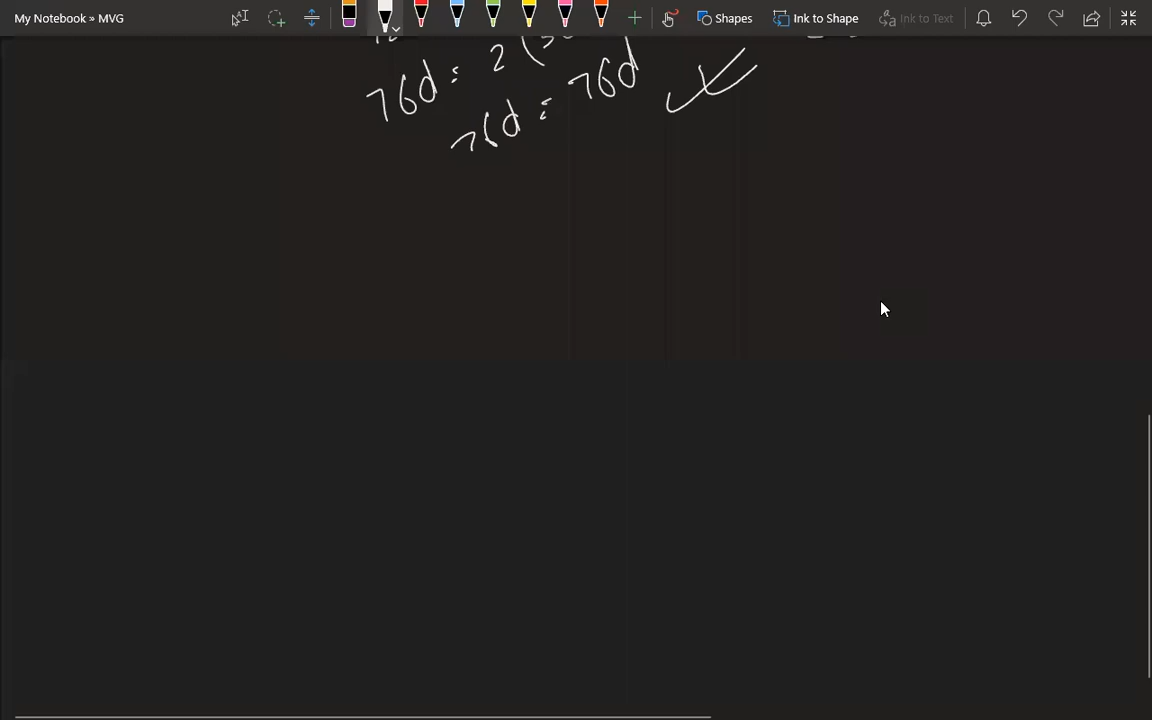 My Notebook » MVG
Shapes
Ink to Shape
Ink to Text
76d = 2 (
76d = 76d